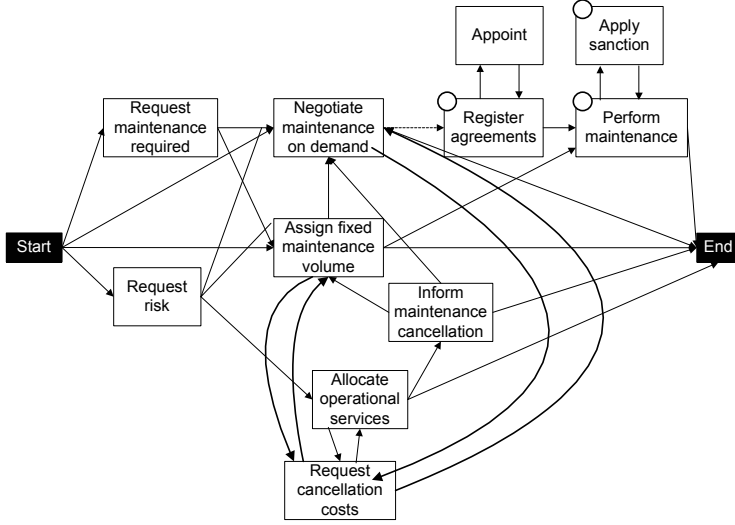 Appoint
Apply
sanction
Request
maintenance
required
Negotiate
maintenance
on demand
Register
agreements
Perform
maintenance
Start
Assign fixed
maintenance
volume
End
Request
risk
Inform
maintenance
cancellation
Allocate
operational
services
Request
cancellation
costs